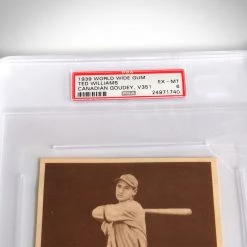 1939 WORLD WIDE GUM
TED WILLIAMS EX-MT
CANADIAN GOUDEY, V351 6
24971740